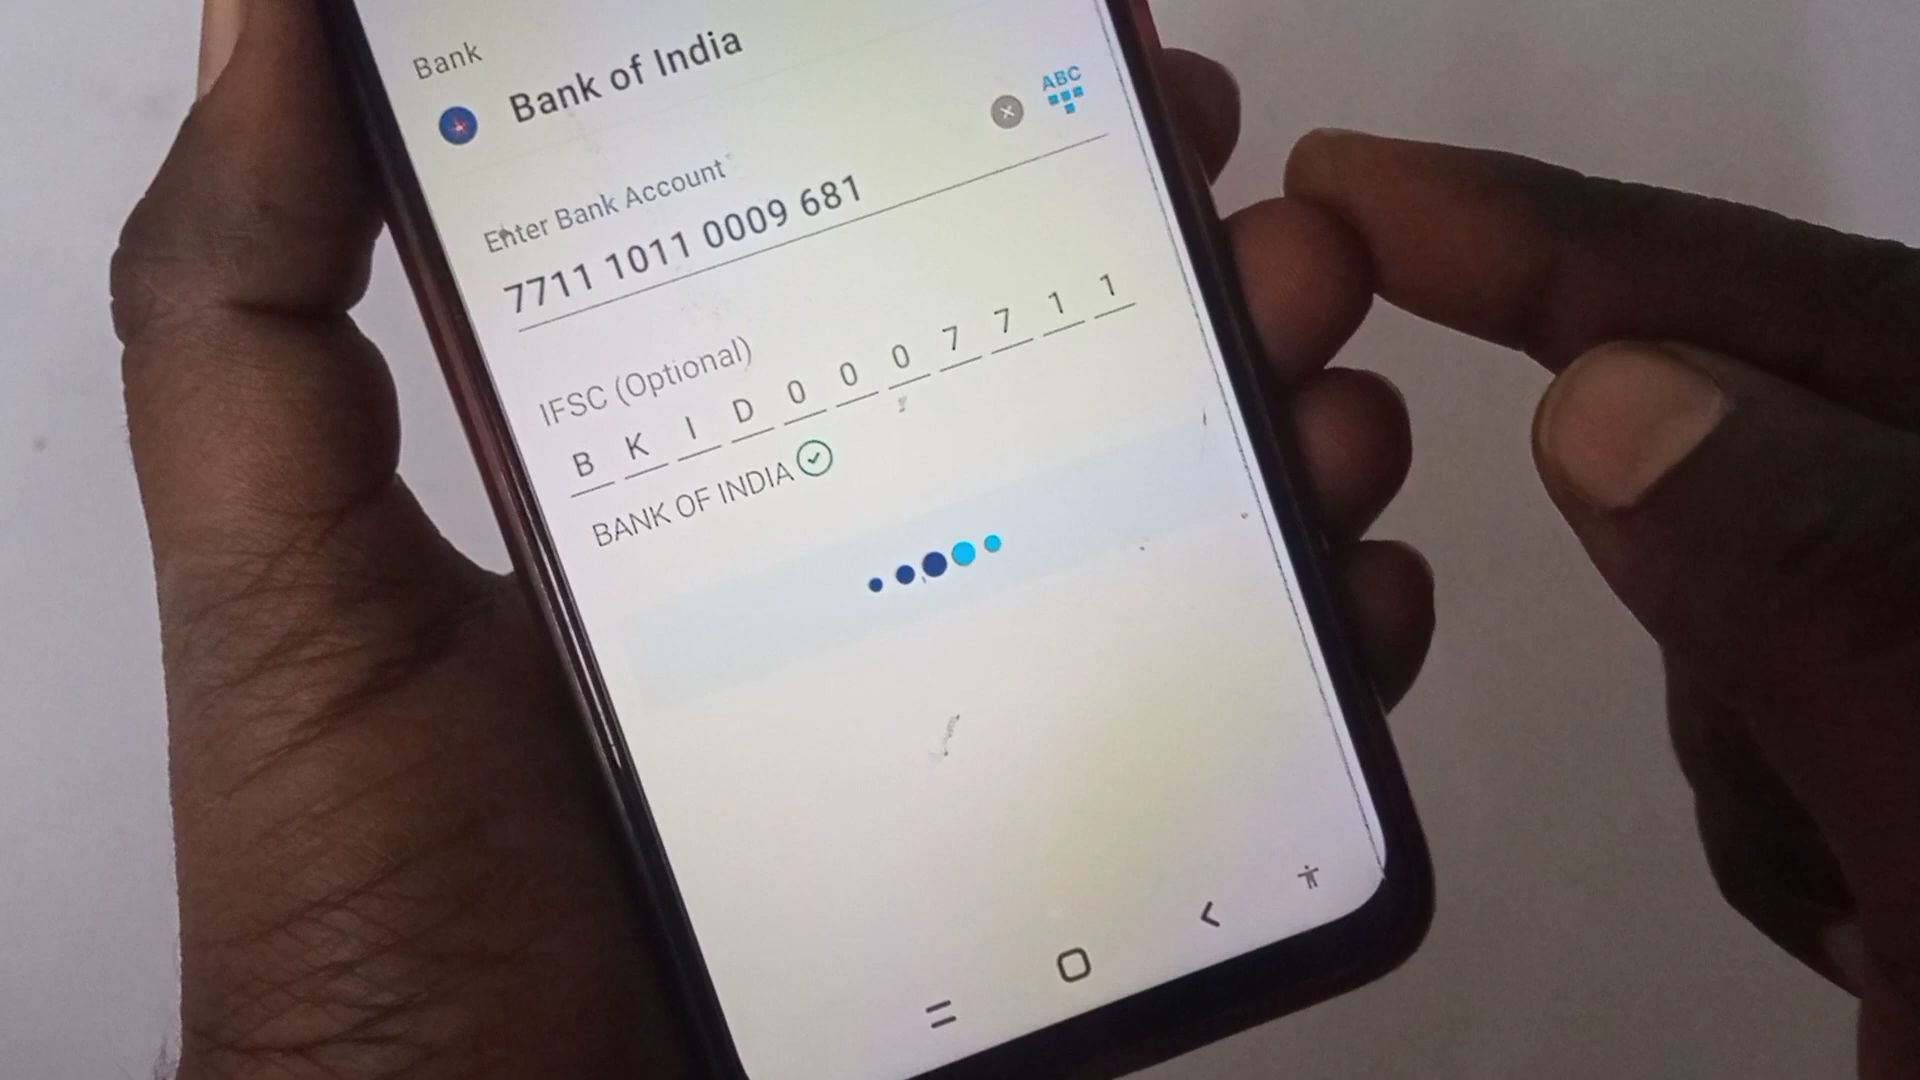 Bank
Bank of India
ABC
Enter Bank Account
7711 1011 0009 681
IFSC (Optional)
B K I D 0 0 0 7 7 1 1
BANK OF INDIA